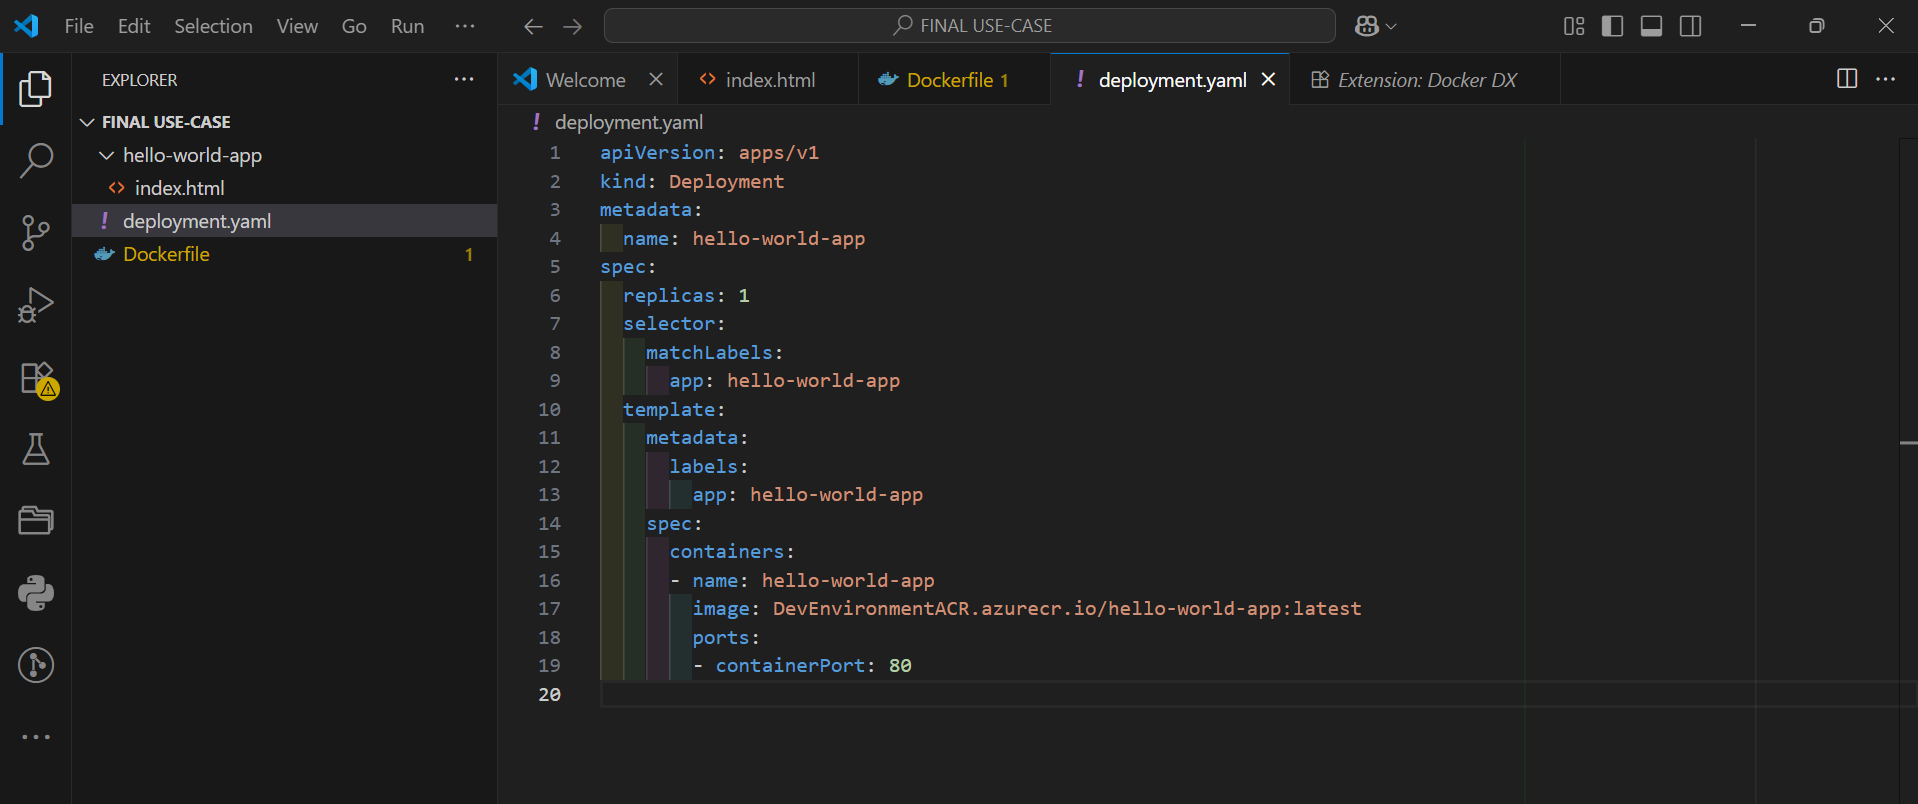 File Edit Selection View Go Run ··· FINAL USE-CASE
EXPLORER ···
FINAL USE-CASE
hello-world-app
index.html
deployment.yaml
Dockerfile 1
Welcome index.html Dockerfile 1 deployment.yaml Extension: Docker DX
deployment.yaml
1 apiVersion: apps/v1
2 kind: Deployment
3 metadata:
4   name: hello-world-app
5 spec:
6   replicas: 1
7   selector:
8     matchLabels:
9       app: hello-world-app
10   template:
11     metadata:
12       labels:
13         app: hello-world-app
14     spec:
15       containers:
16       - name: hello-world-app
17         image: DevEnvironmentACR.azurecr.io/hello-world-app:latest
18         ports:
19         - containerPort: 80
20